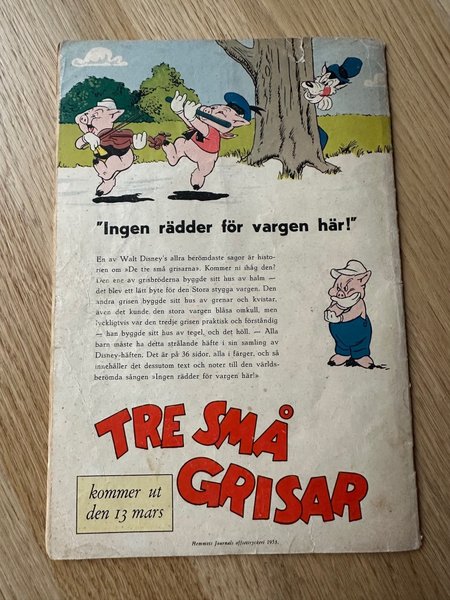 "Ingen rädder för vargen här!"
En av Walt Disney's allra berömdaste sagor är histo-
rien om »De tre små grisarna». Kommer ni ihåg den?
Den ene av grisbröderna byggde sitt hus av halm —
det blev ett lätt byte för den Stora stygga vargen. Den
andra grisen byggde sitt hus av grenar och kvistar,
även det kunde den stora vargen blåsa omkull, men
lyckligtvis var den tredje grisen praktisk och förståndig
— han byggde sitt hus av tegel, och det höll. — Alla
barn måste ha detta strålande häfte i sin samling av
Disney-häften. Det är på 36 sidor, alla i färger, och så
innehåller det dessutom text och noter till den världs-
berömda sången »Ingen rädder för vargen här!»
TRE SMÅ
GRISAR
kommer ut
den 13 mars
Hemmets Journals offsettryckeri 1953.